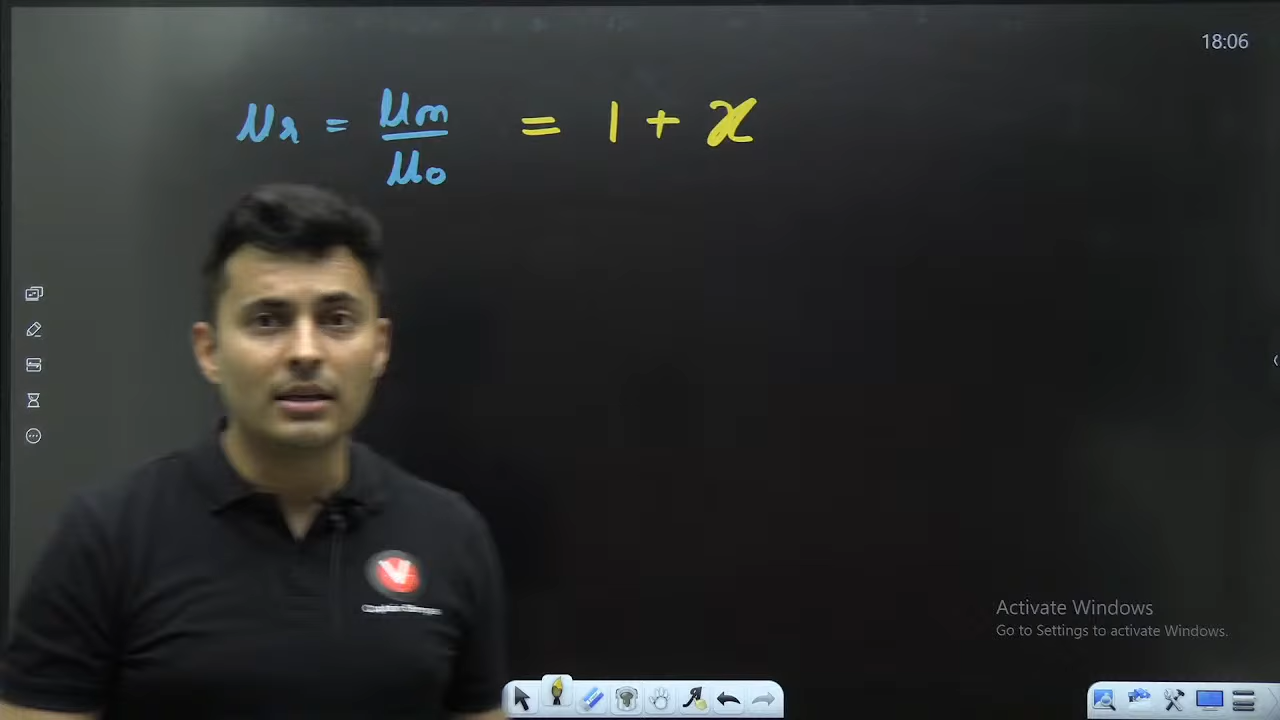 18:06
μr = μm/μ0 = 1 + χ
Activate Windows
Go to Settings to activate Windows.